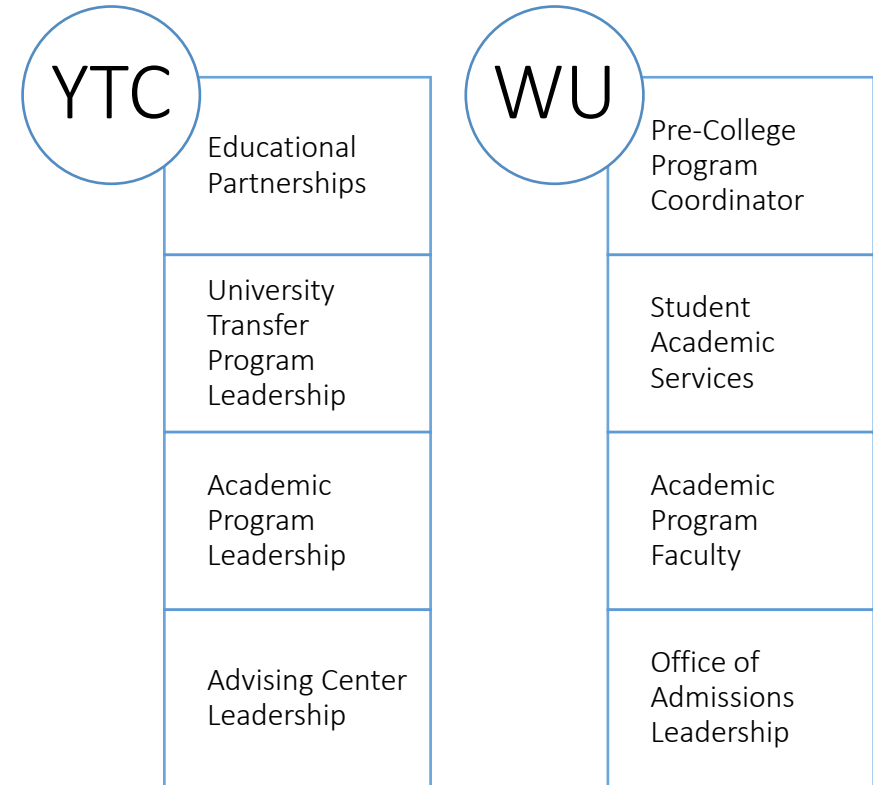 YTC
Educational
Partnerships
University
Transfer
Program
Leadership
Academic
Program
Leadership
Advising Center
Leadership
WU
Pre-College
Program
Coordinator
Student
Academic
Services
Academic
Program
Faculty
Office of
Admissions
Leadership